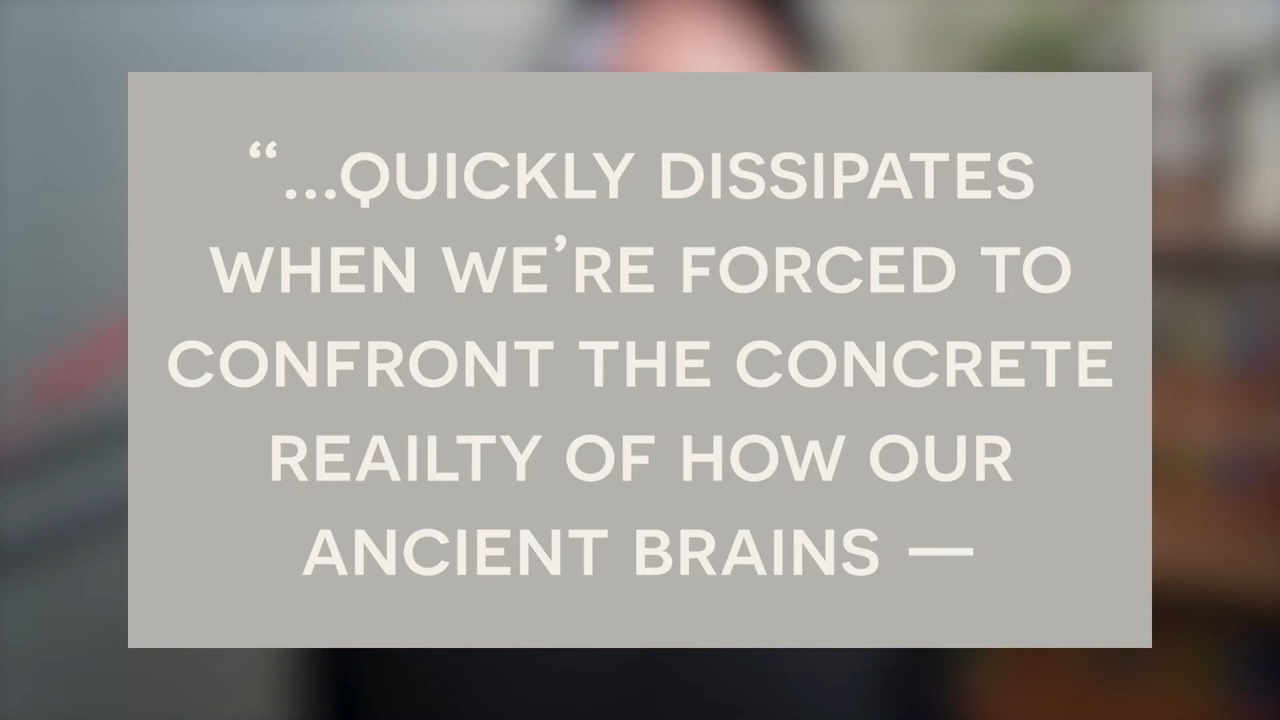 “...QUICKLY DISSIPATES
WHEN WE’RE FORCED TO
CONFRONT THE CONCRETE
REAILTY OF HOW OUR
ANCIENT BRAINS —